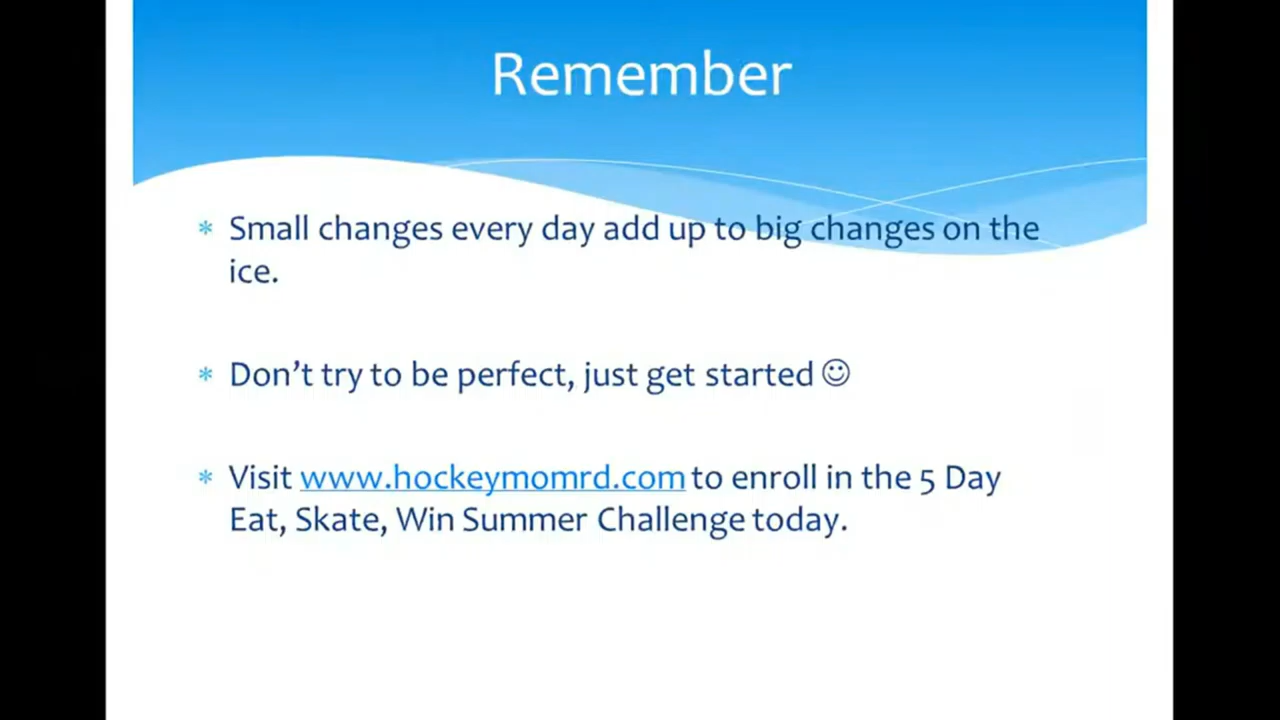 Remember
* Small changes every day add up to big changes on the
ice.
* Don’t try to be perfect, just get started ☺
* Visit www.hockeymomrd.com to enroll in the 5 Day
Eat, Skate, Win Summer Challenge today.